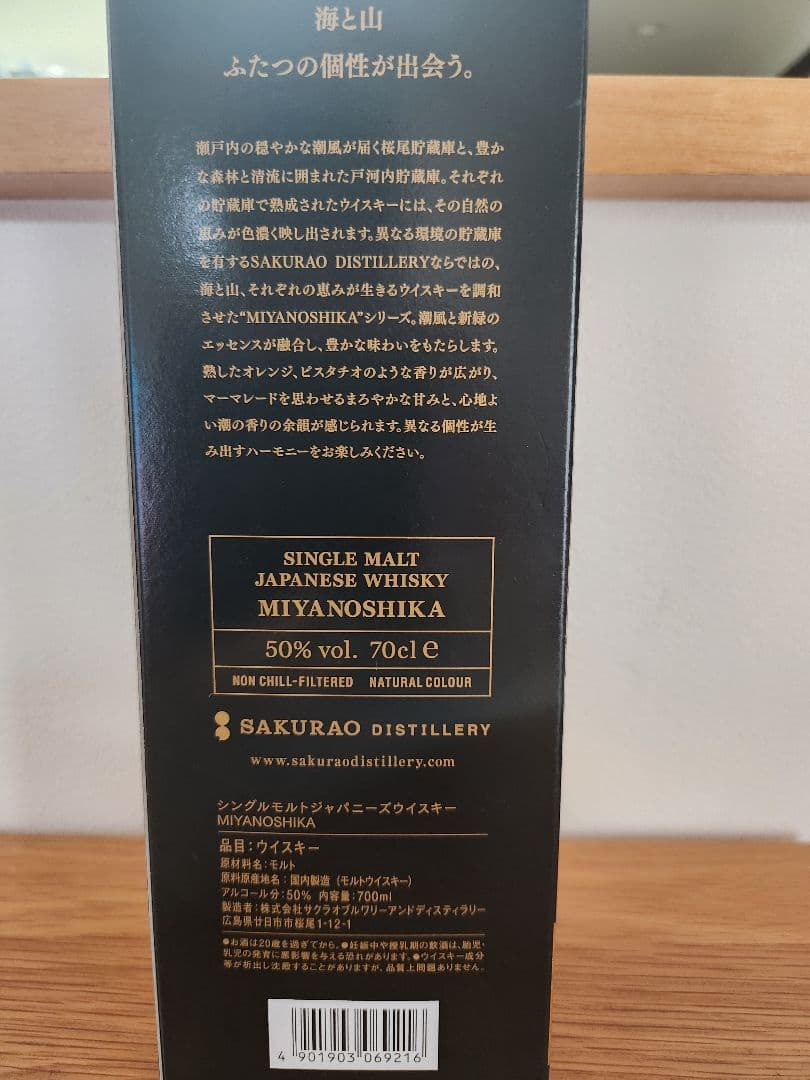 海と山
ふたつの個性が出会う。
瀬戸内の穏やかな潮風が届く桜尾貯蔵庫と、豊か
な森林と清流に囲まれた戸河内貯蔵庫。それぞれ
の貯蔵庫で熟成されたウイスキーには、その自然の
恵みが色濃く映し出されます。異なる環境の貯蔵庫
を有するSAKURAO DISTILLERYならではの、
海と山、それぞれの恵みが生きるウイスキーを調和
させた“MIYANOSHIKA”シリーズ。潮風と新緑の
エッセンスが融合し、豊かな味わいをもたらします。
熟したオレンジ、ピスタチオのような香りが広がり、
マーマレードを思わせるまろやかな甘みと、心地よ
い潮の香りの余韻が感じられます。異なる個性が生
み出すハーモニーをお楽しみください。
SINGLE MALT
JAPANESE WHISKY
MIYANOSHIKA
50% vol. 70cl e
NON CHILL-FILTERED NATURAL COLOUR
SAKURAO DISTILLERY
www.sakuraodistillery.com
シングルモルトジャパニーズウイスキー
MIYANOSHIKA
品目：ウイスキー
原材料名：モルト
原料原産地名：国内製造（モルトウイスキー）
アルコール分：50% 内容量：700ml
製造者：株式会社サクラオブルワリーアンドディスティラリー
広島県廿日市市桜尾1-12-1
●お酒は20歳を過ぎてから。●妊娠中や授乳期の飲酒は、胎児・
乳児の発育に悪影響を与える恐れがあります。●ウイスキー成分
等が析出し沈殿することがありますが、品質上問題ありません。
4 901903 069216